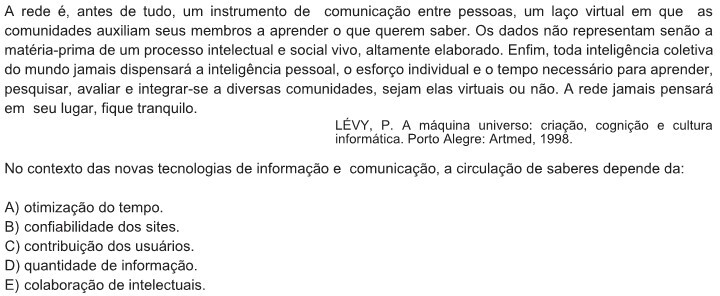 A rede é, antes de tudo, um instrumento de comunicação entre pessoas, um laço virtual em que as
comunidades auxiliam seus membros a aprender o que querem saber. Os dados não representam senão a
matéria-prima de um processo intelectual e social vivo, altamente elaborado. Enfim, toda inteligência coletiva
do mundo jamais dispensará a inteligência pessoal, o esforço individual e o tempo necessário para aprender,
pesquisar, avaliar e integrar-se a diversas comunidades, sejam elas virtuais ou não. A rede jamais pensará
em seu lugar, fique tranquilo.
LÉVY, P. A máquina universo: criação, cognição e cultura
informática. Porto Alegre: Artmed, 1998.
No contexto das novas tecnologias de informação e comunicação, a circulação de saberes depende da:
A) otimização do tempo.
B) confiabilidade dos sites.
C) contribuição dos usuários.
D) quantidade de informação.
E) colaboração de intelectuais.